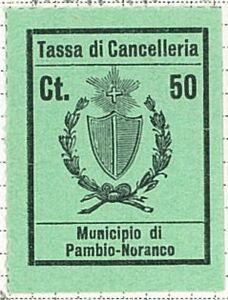 Tassa di Cancelleria
Ct. 50
Municipio di
Pambio-Noranco